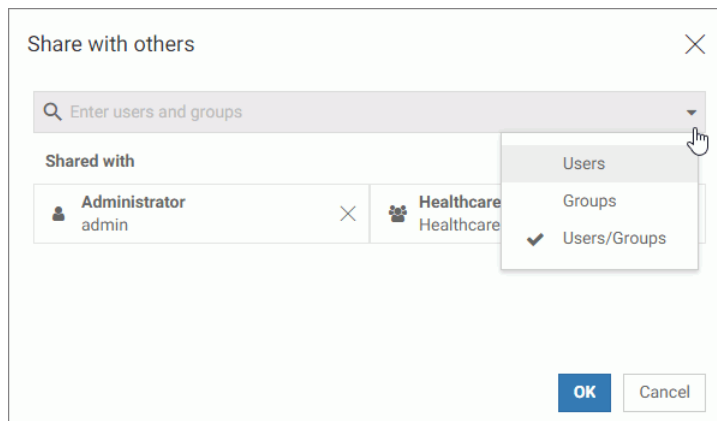 Share with others
Enter users and groups
Shared with
Users
Administrator
admin
Healthcare
Healthcare
Groups
Users/Groups
OK
Cancel